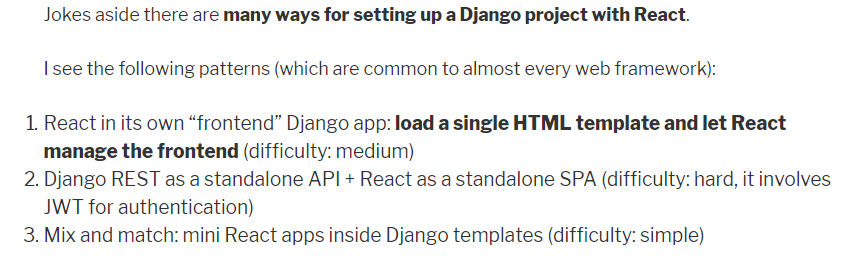 Jokes aside there are many ways for setting up a Django project with React.
I see the following patterns (which are common to almost every web framework):
1. React in its own “frontend” Django app: load a single HTML template and let React
manage the frontend (difficulty: medium)
2. Django REST as a standalone API + React as a standalone SPA (difficulty: hard, it involves
JWT for authentication)
3. Mix and match: mini React apps inside Django templates (difficulty: simple)